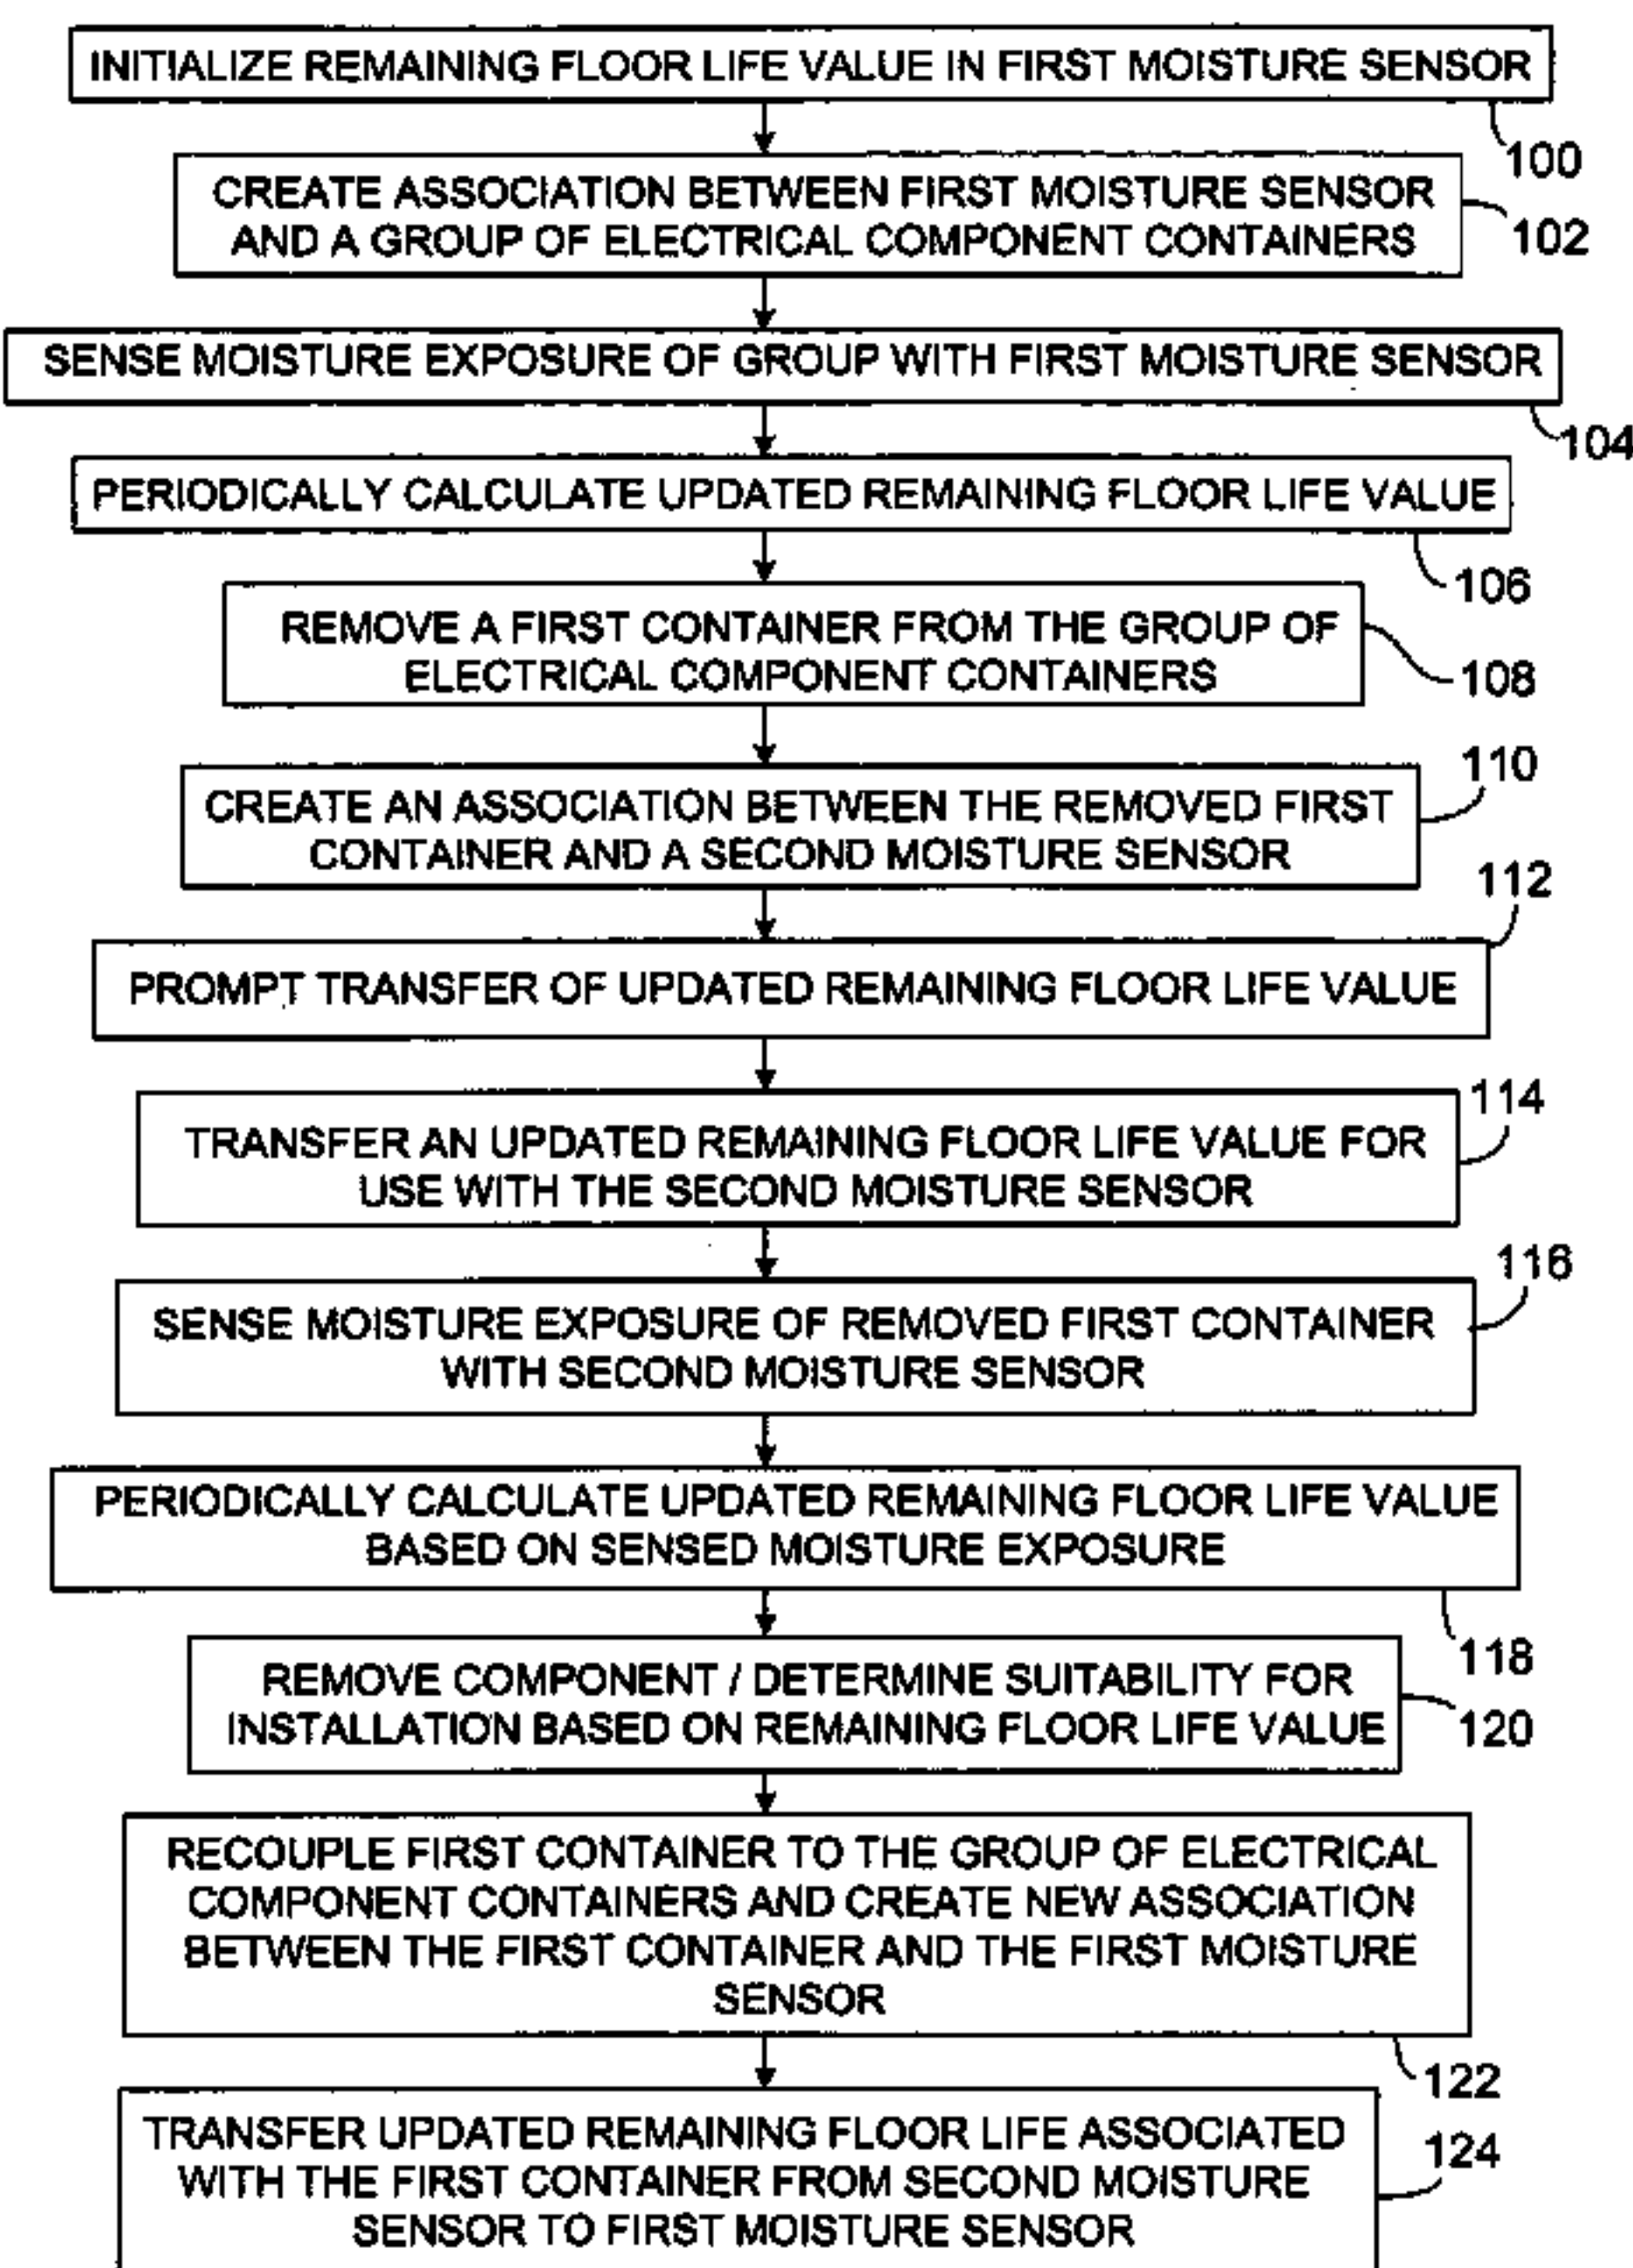 INITIALIZE REMAINING FLOOR LIFE VALUE IN FIRST MOISTURE SENSOR
100
CREATE ASSOCIATION BETWEEN FIRST MOISTURE SENSOR
AND A GROUP OF ELECTRICAL COMPONENT CONTAINERS
102
SENSE MOISTURE EXPOSURE OF GROUP WITH FIRST MOISTURE SENSOR
104
PERIODICALLY CALCULATE UPDATED REMAINING FLOOR LIFE VALUE
106
REMOVE A FIRST CONTAINER FROM THE GROUP OF
ELECTRICAL COMPONENT CONTAINERS
108
110
CREATE AN ASSOCIATION BETWEEN THE REMOVED FIRST
CONTAINER AND A SECOND MOISTURE SENSOR
112
PROMPT TRANSFER OF UPDATED REMAINING FLOOR LIFE VALUE
114
TRANSFER AN UPDATED REMAINING FLOOR LIFE VALUE FOR
USE WITH THE SECOND MOISTURE SENSOR
116
SENSE MOISTURE EXPOSURE OF REMOVED FIRST CONTAINER
WITH SECOND MOISTURE SENSOR
PERIODICALLY CALCULATE UPDATED REMAINING FLOOR LIFE VALUE
BASED ON SENSED MOISTURE EXPOSURE
118
REMOVE COMPONENT / DETERMINE SUITABILITY FOR
INSTALLATION BASED ON REMAINING FLOOR LIFE VALUE
120
RECOUPLE FIRST CONTAINER TO THE GROUP OF ELECTRICAL
COMPONENT CONTAINERS AND CREATE NEW ASSOCIATION
BETWEEN THE FIRST CONTAINER AND THE FIRST MOISTURE
SENSOR
122
TRANSFER UPDATED REMAINING FLOOR LIFE ASSOCIATED
WITH THE FIRST CONTAINER FROM SECOND MOISTURE
SENSOR TO FIRST MOISTURE SENSOR
124